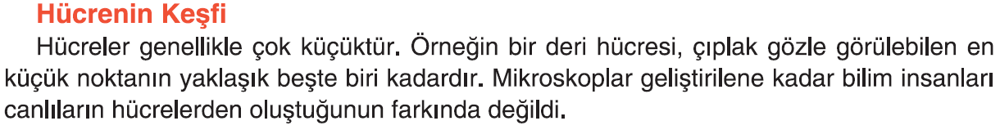 Hücrenin Keşfi
Hücreler genellikle çok küçüktür. Örneğin bir deri hücresi, çıplak gözle görülebilen en
küçük noktanın yaklaşık beşte biri kadardır. Mikroskoplar geliştirilene kadar bilim insanları
canlıların hücrelerden oluştuğunun farkında değildi.